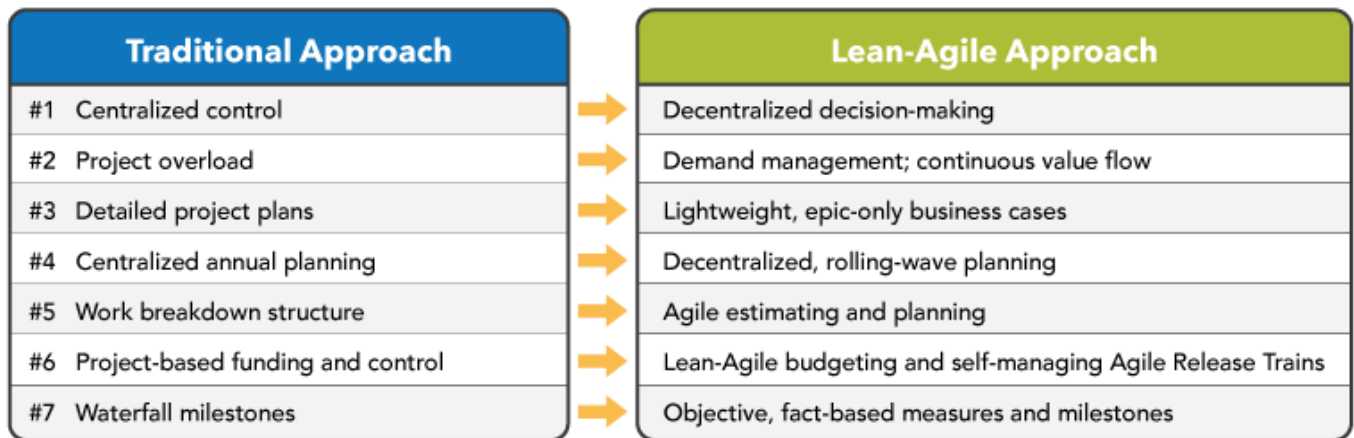 Traditional Approach
Lean-Agile Approach
#1 Centralized control
Decentralized decision-making
#2 Project overload
Demand management; continuous value flow
#3 Detailed project plans
Lightweight, epic-only business cases
#4 Centralized annual planning
Decentralized, rolling-wave planning
#5 Work breakdown structure
Agile estimating and planning
#6 Project-based funding and control
Lean-Agile budgeting and self-managing Agile Release Trains
#7 Waterfall milestones
Objective, fact-based measures and milestones